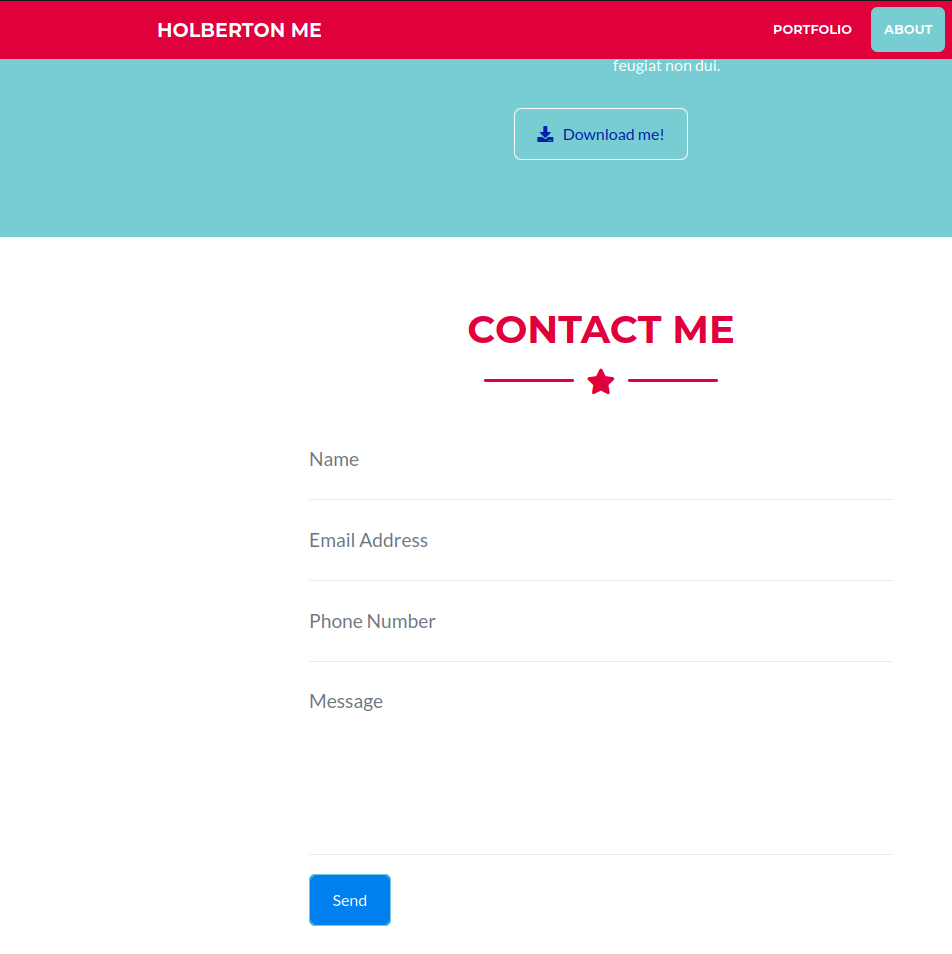 HOLBERTON ME
PORTFOLIO
ABOUT
feugiat non dui.
Download me!
CONTACT ME
Name
Email Address
Phone Number
Message
Send